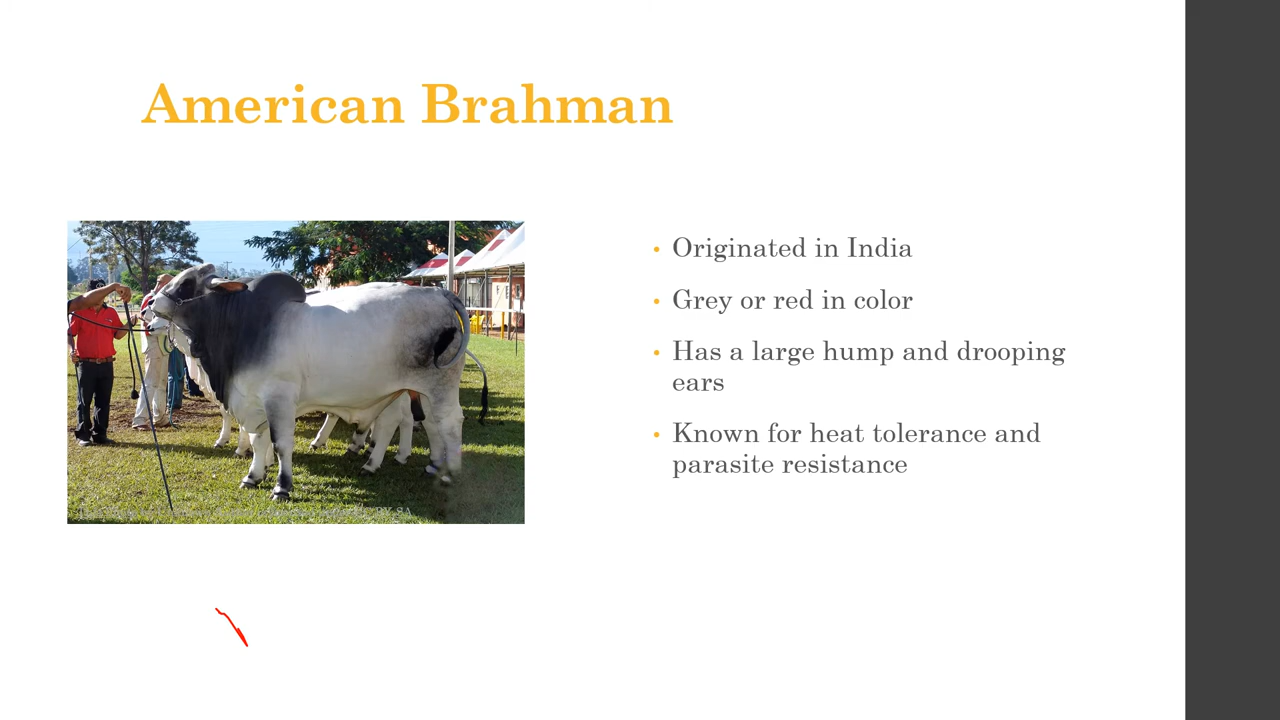 American Brahman
Originated in India
Grey or red in color
Has a large hump and drooping
ears
Known for heat tolerance and
parasite resistance